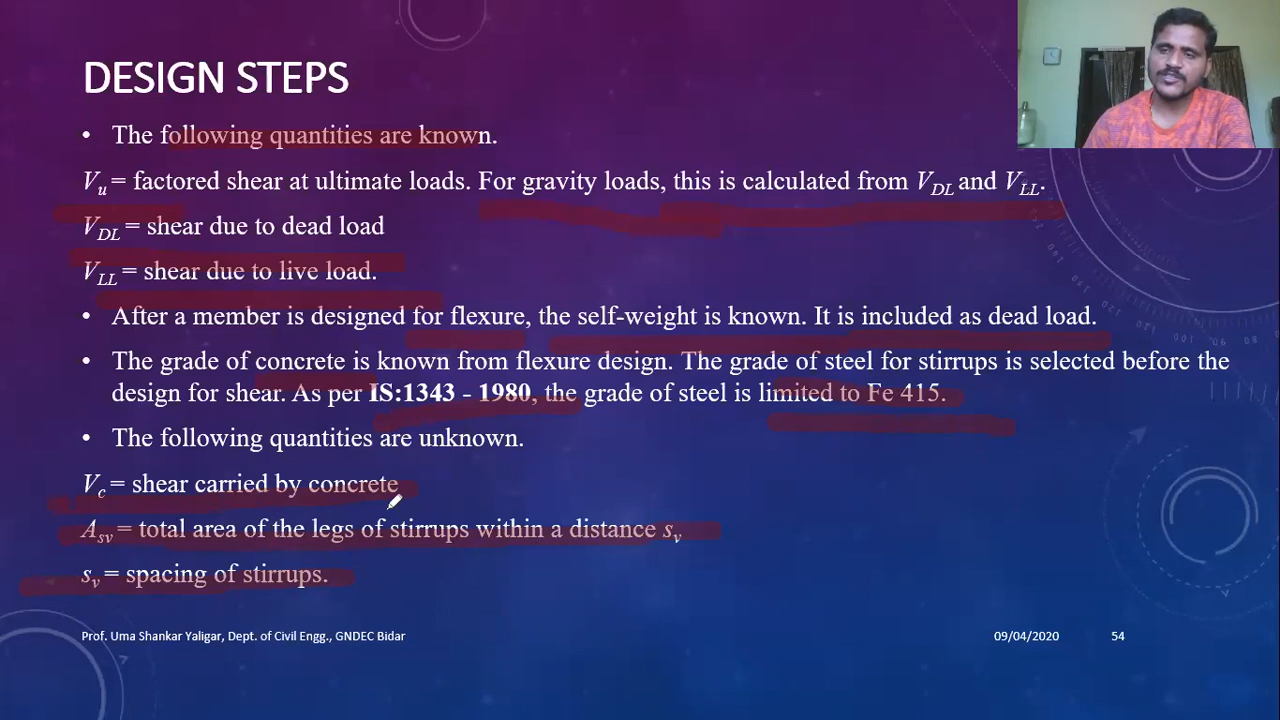 DESIGN STEPS
• The following quantities are known.
Vu = factored shear at ultimate loads. For gravity loads, this is calculated from VDL and VLL.
VDL = shear due to dead load
VLL = shear due to live load.
• After a member is designed for flexure, the self-weight is known. It is included as dead load.
• The grade of concrete is known from flexure design. The grade of steel for stirrups is selected before the
design for shear. As per IS:1343 - 1980, the grade of steel is limited to Fe 415.
• The following quantities are unknown.
Vc = shear carried by concrete
Asv = total area of the legs of stirrups within a distance sv
sv = spacing of stirrups.
Prof. Uma Shankar Yaligar, Dept. of Civil Engg., GNDEC Bidar 09/04/2020 54